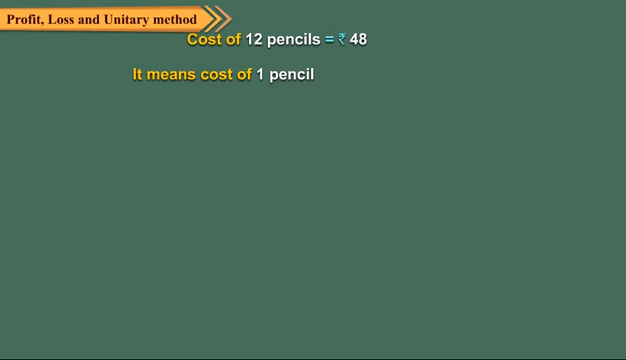 Profit, Loss and Unitary method
Cost of 12 pencils = ₹ 48
It means cost of 1 pencil